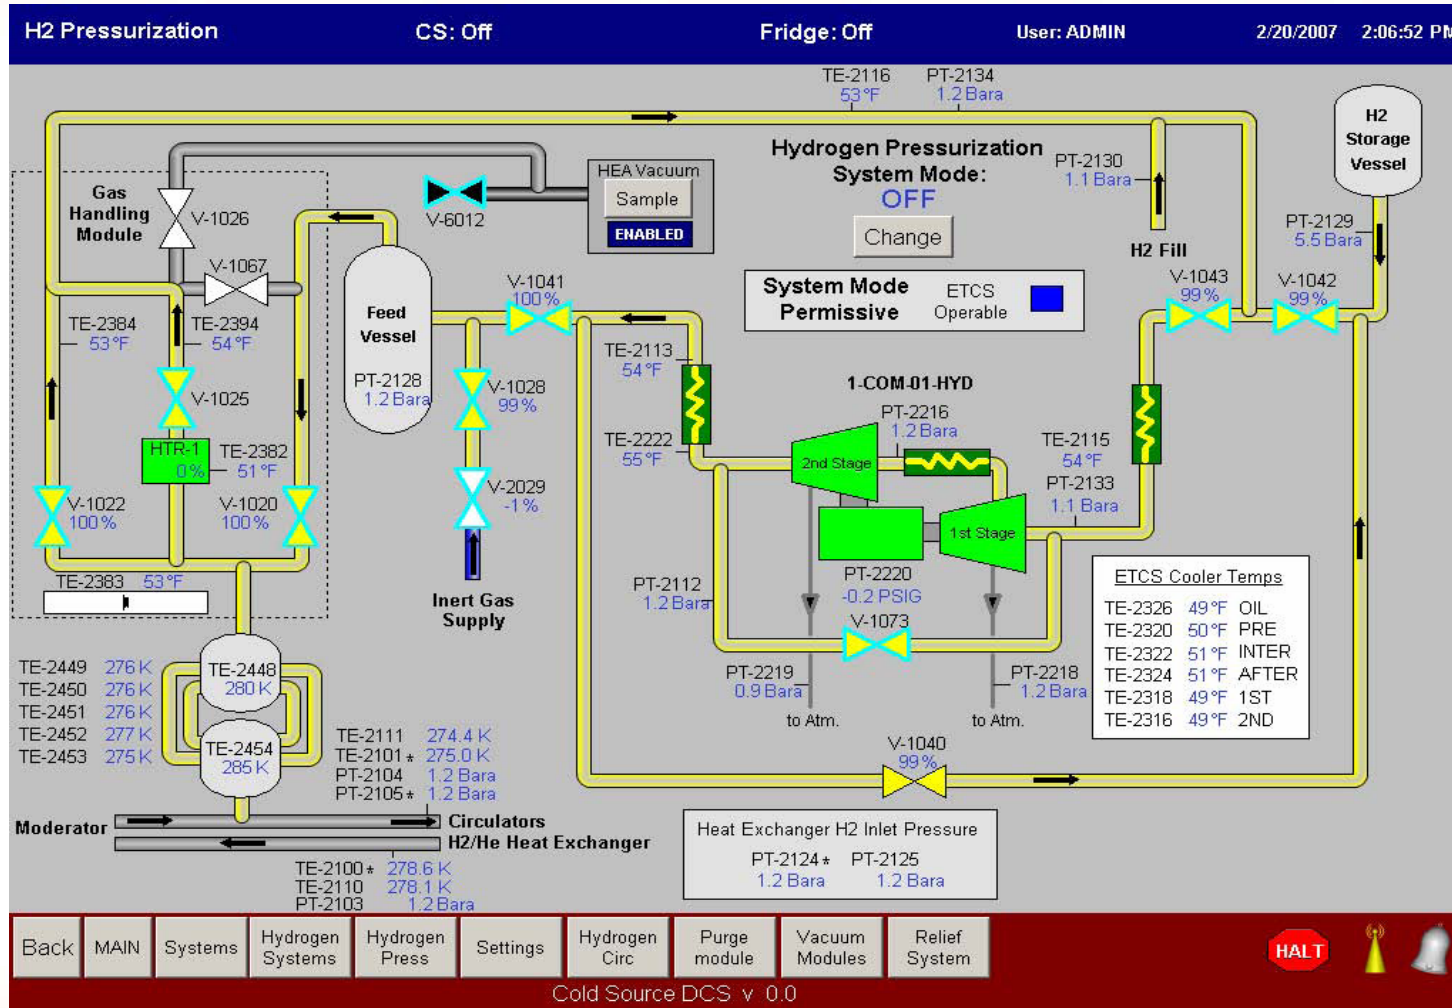 H2 Pressurization CS: Off Fridge: Off User: ADMIN 2/20/2007 2:06:52 PM
TE-2116 PT-2134
53°F 1.2 Bara
H2
Storage
Vessel
Hydrogen Pressurization
System Mode:
OFF
Change
PT-2130
1.1 Bara
H2 Fill
PT-2129
5.5 Bara
HEA Vacuum
Sample
ENABLED
V-6012
Gas
Handling
Module
V-1026
V-1067
System Mode
Permissive
ETCS
Operable
V-1043
99%
V-1042
99%
V-1041
100%
Feed
Vessel
PT-2128
1.2 Bara
TE-2384
53°F
TE-2394
54°F
V-1025
HTR-1
0%
TE-2382
51°F
V-1022
100%
V-1020
100%
V-1028
99%
V-2029
-1%
Inert Gas
Supply
TE-2113
54°F
TE-2222
55°F
1-COM-01-HYD
PT-2216
1.2 Bara
2nd Stage
1st Stage
TE-2115
54°F
PT-2133
1.1 Bara
PT-2112
1.2 Bara
PT-2220
-0.2 PSIG
V-1073
PT-2219
0.9 Bara
to Atm.
PT-2218
1.2 Bara
to Atm.
ETCS Cooler Temps
TE-2326 49°F OIL
TE-2320 50°F PRE
TE-2322 51°F INTER
TE-2324 51°F AFTER
TE-2318 49°F 1ST
TE-2316 49°F 2ND
TE-2383 53°F
TE-2449 276 K
TE-2450 276 K
TE-2451 276 K
TE-2452 277 K
TE-2453 275 K
TE-2448
280 K
TE-2454
285 K
TE-2111 274.4 K
TE-2101* 275.0 K
PT-2104 1.2 Bara
PT-2105* 1.2 Bara
V-1040
99%
Moderator
Circulators
H2/He Heat Exchanger
TE-2100* 278.6 K
TE-2110 278.1 K
PT-2103 1.2 Bara
Heat Exchanger H2 Inlet Pressure
PT-2124* PT-2125
1.2 Bara 1.2 Bara
Back
MAIN
Systems
Hydrogen
Systems
Hydrogen
Press
Settings
Hydrogen
Circ
Purge
module
Vacuum
Modules
Relief
System
HALT
Cold Source DCS v 0.0